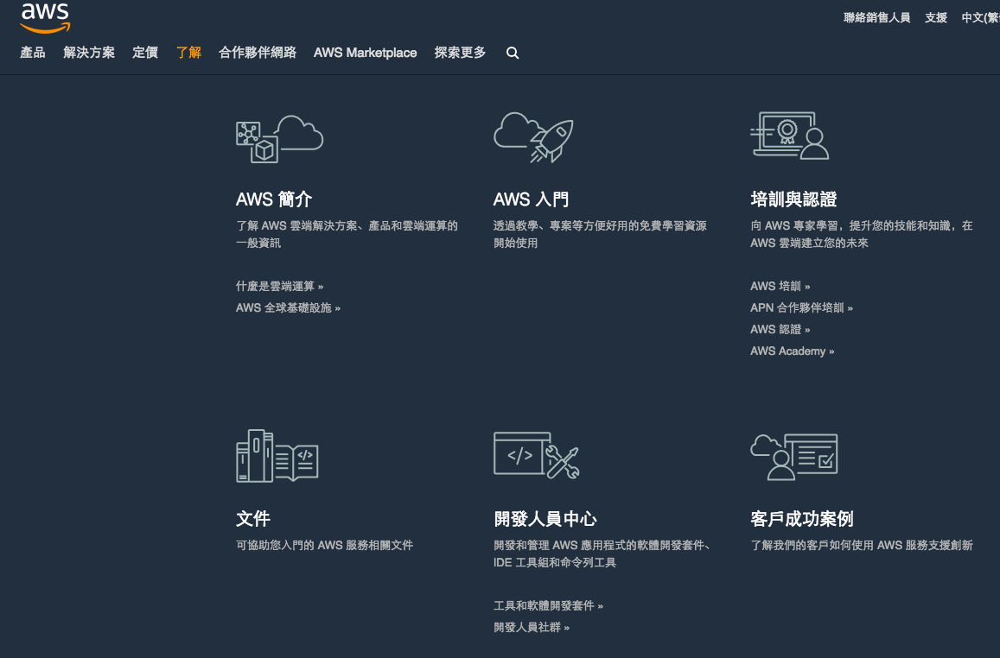 aws
聯絡銷售人員 支援 中文(繁
產品 解決方案 定價 了解 合作夥伴網路 AWS Marketplace 探索更多
AWS 簡介
了解 AWS 雲端解決方案、產品和雲端運算的
一般資訊
什麼是雲端運算 »
AWS 全球基礎設施 »
AWS 入門
透過教學、專案等方便好用的免費學習資源
開始使用
培訓與認證
向 AWS 專家學習，提升您的技能和知識，在
AWS 雲端建立您的未來
AWS 培訓 »
APN 合作夥伴培訓 »
AWS 認證 »
AWS Academy »
文件
可協助您入門的 AWS 服務相關文件
</>
開發人員中心
開發和管理 AWS 應用程式的軟體開發套件、
IDE 工具組和命令列工具
工具和軟體開發套件 »
開發人員社群 »
客戶成功案例
了解我們的客戶如何使用 AWS 服務支援創新